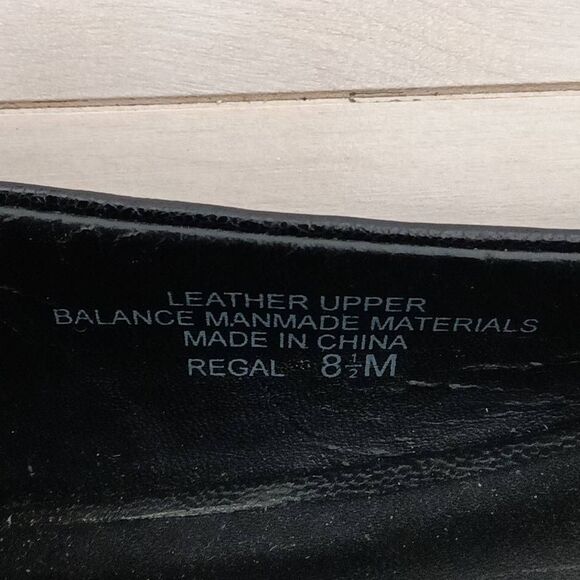 LEATHER UPPER
BALANCE MANMADE MATERIALS
MADE IN CHINA
REGAL 8½M